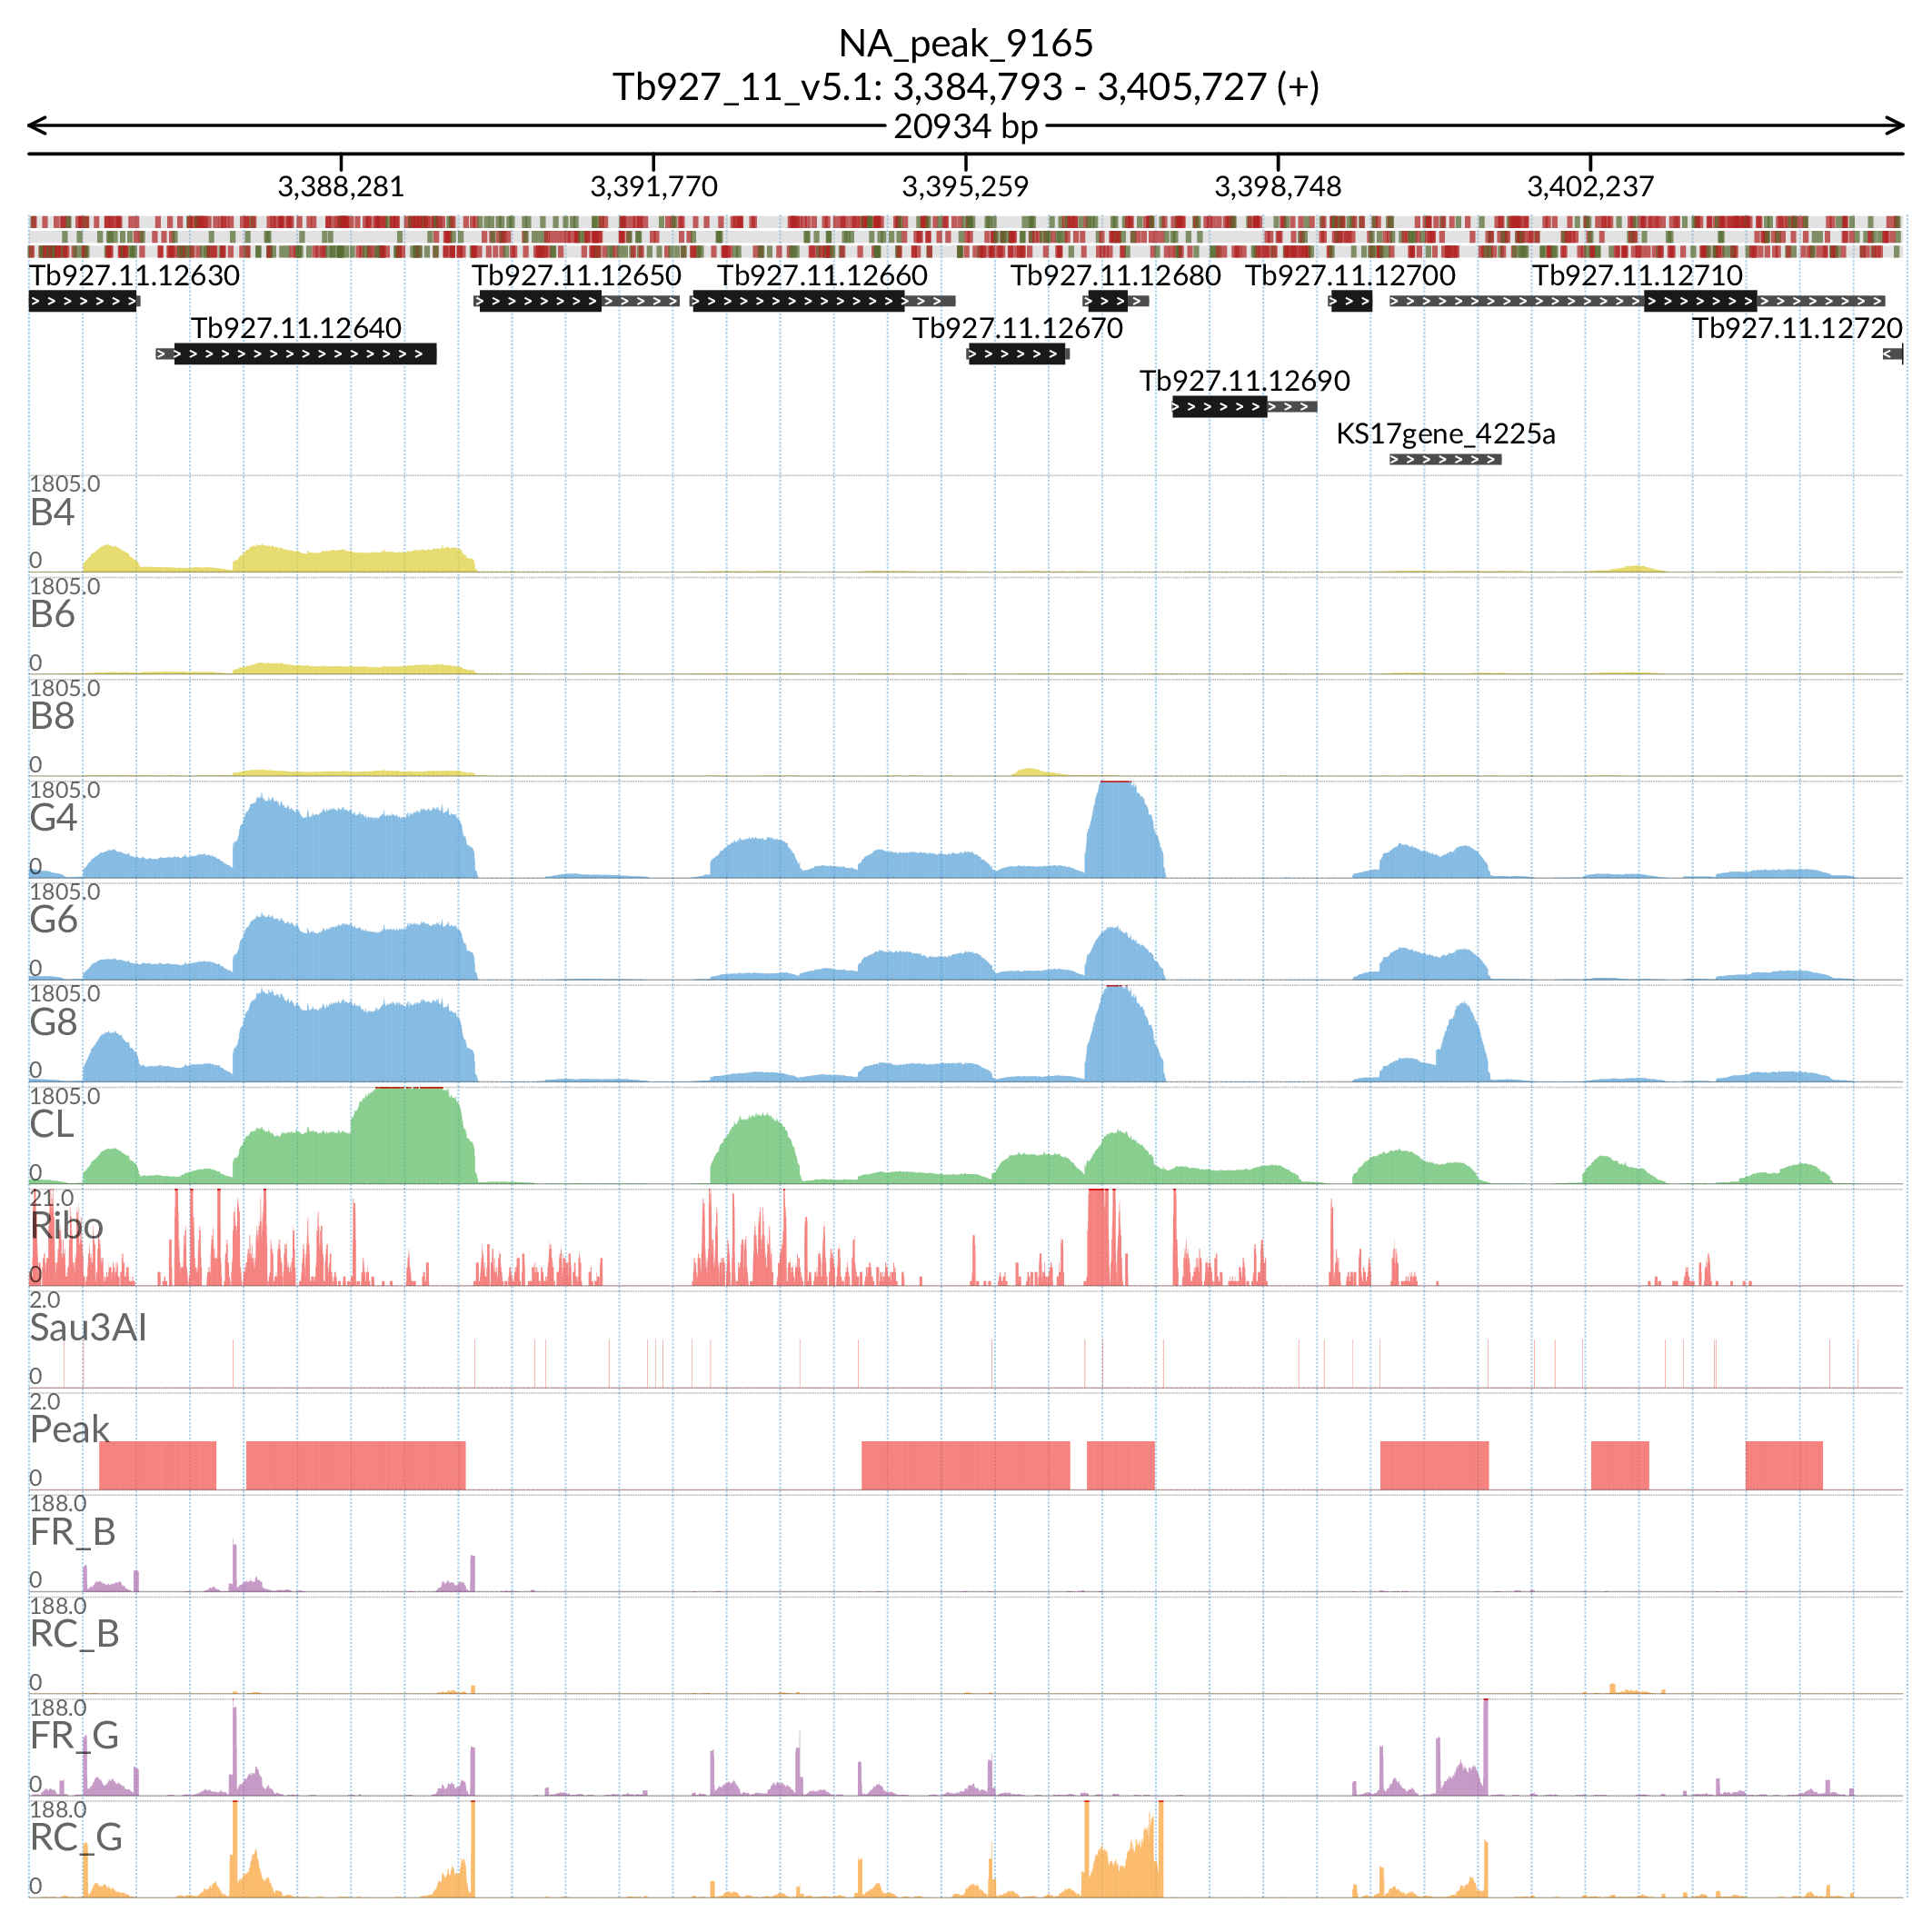 NA_peak_9165
Tb927_11_v5.1: 3,384,793 - 3,405,727 (+)
20934 bp
3,388,281 3,391,770 3,395,259 3,398,748 3,402,237
Tb927.11.12630 Tb927.11.12650 Tb927.11.12660 Tb927.11.12680 Tb927.11.12700 Tb927.11.12710
Tb927.11.12640 Tb927.11.12670 Tb927.11.12720
Tb927.11.12690
KS17gene_4225a
1805.0
B4
0
1805.0
B6
0
1805.0
B8
0
1805.0
G4
0
1805.0
G6
0
1805.0
G8
0
1805.0
CL
0
21.0
Ribo
0
2.0
Sau3AI
0
2.0
Peak
0
188.0
FR_B
0
188.0
RC_B
0
188.0
FR_G
0
188.0
RC_G
0